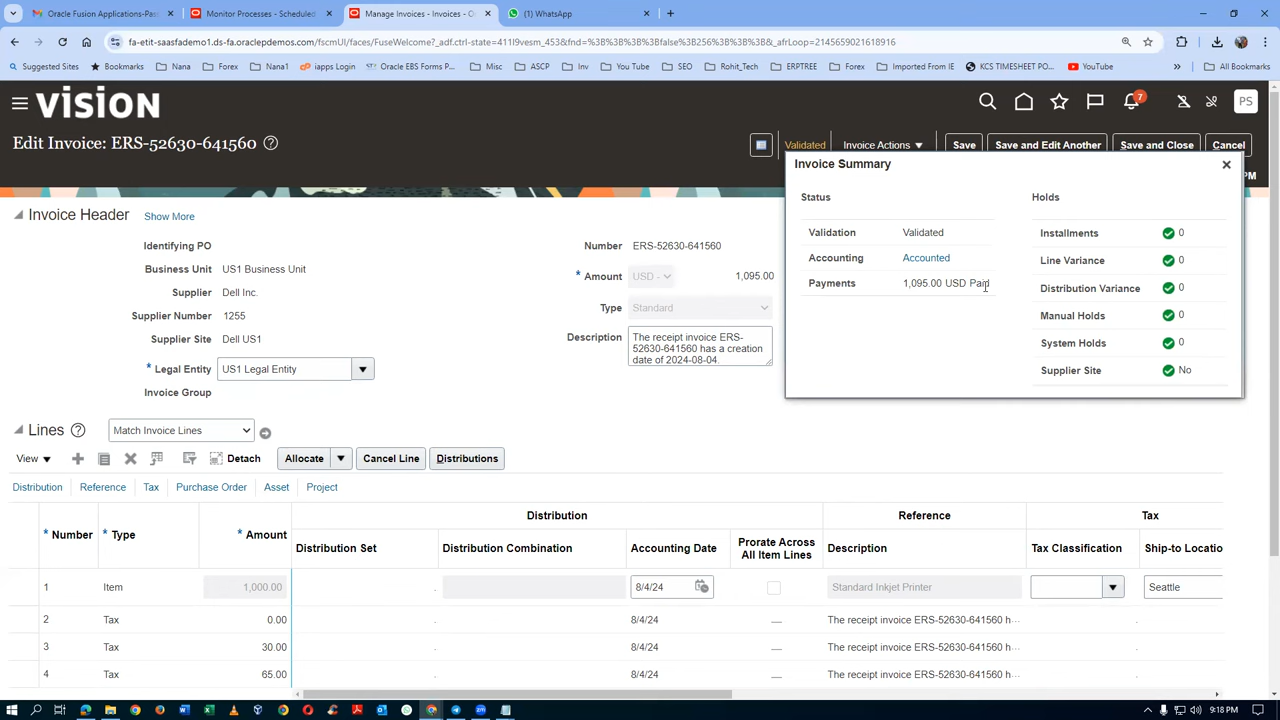 Oracle Fusion Applications-Pass
Monitor Processes - Scheduled
Manage Invoices - Invoices - O
(1) WhatsApp
fa-etit-saasfademo1.ds-fa.oraclepdemos.com/fscmUI/faces/FuseWelcome?_adf.ctrl-state=411l9vesm_453&fnd=%3B%3B%3B%3Bfalse%3B256%3B%3B%3B&_afrLoop=2145659021618916
Suggested Sites
Bookmarks
Nana
Forex
Nana1
iapps Login
Oracle EBS Forms P...
Misc
ASCP
Inv
You Tube
SEO
Rohit_Tech
ERPTREE
Forex
Imported From IE
KCS TIMESHEET PO...
YouTube
»
All Bookmarks
VISION
7
PS
Edit Invoice: ERS-52630-641560
Validated
Invoice Actions
Save
Save and Edit Another
Save and Close
Cancel
PM
Invoice Summary
Status
Validation Validated
Accounting Accounted
Payments 1,095.00 USD Paid
Holds
Installments 0
Line Variance 0
Distribution Variance 0
Manual Holds 0
System Holds 0
Supplier Site No
Invoice Header Show More
Identifying PO
Business Unit US1 Business Unit
Supplier Dell Inc.
Supplier Number 1255
Supplier Site Dell US1
* Legal Entity US1 Legal Entity
Invoice Group
Number ERS-52630-641560
* Amount USD - 1,095.00
Type Standard
Description The receipt invoice ERS-
52630-641560 has a creation
date of 2024-08-04.
Lines Match Invoice Lines
View Detach Allocate Cancel Line Distributions
Distribution Reference Tax Purchase Order Asset Project
Distribution Reference Tax
* Number * Type * Amount Distribution Set Distribution Combination Accounting Date Prorate Across
All Item Lines Description Tax Classification Ship-to Locatio
1 Item 1,000.00 . 8/4/24 Standard Inkjet Printer Seattle
2 Tax 0.00 . 8/4/24 The receipt invoice ERS-52630-641560 h... .
3 Tax 30.00 . 8/4/24 The receipt invoice ERS-52630-641560 h... .
4 Tax 65.00 . 8/4/24 The receipt invoice ERS-52630-641560 h... .
9:18 PM